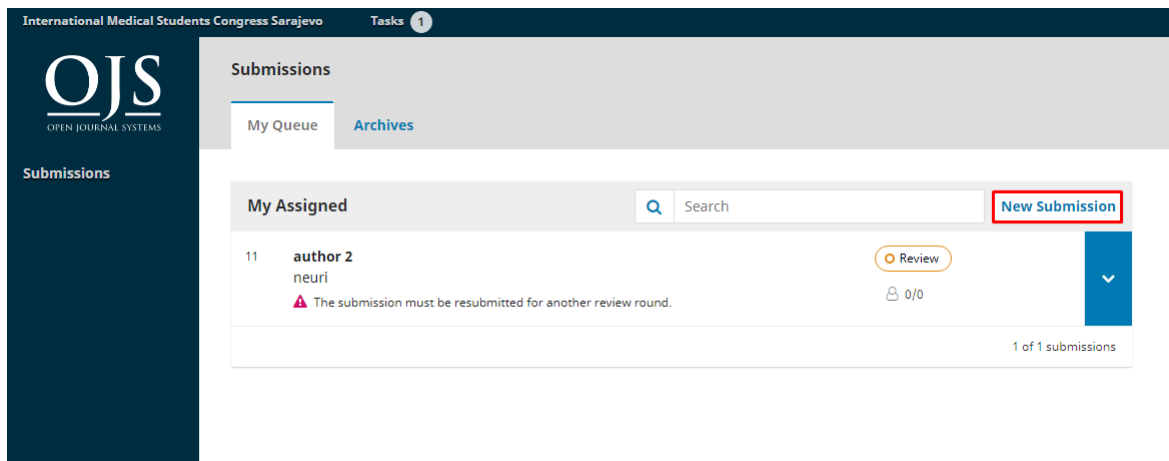 International Medical Students Congress Sarajevo Tasks 1
OJS
OPEN JOURNAL SYSTEMS
Submissions
Submissions
My Queue Archives
My Assigned Search New Submission
11 author 2 Review
neuri
The submission must be resubmitted for another review round. 0/0
1 of 1 submissions